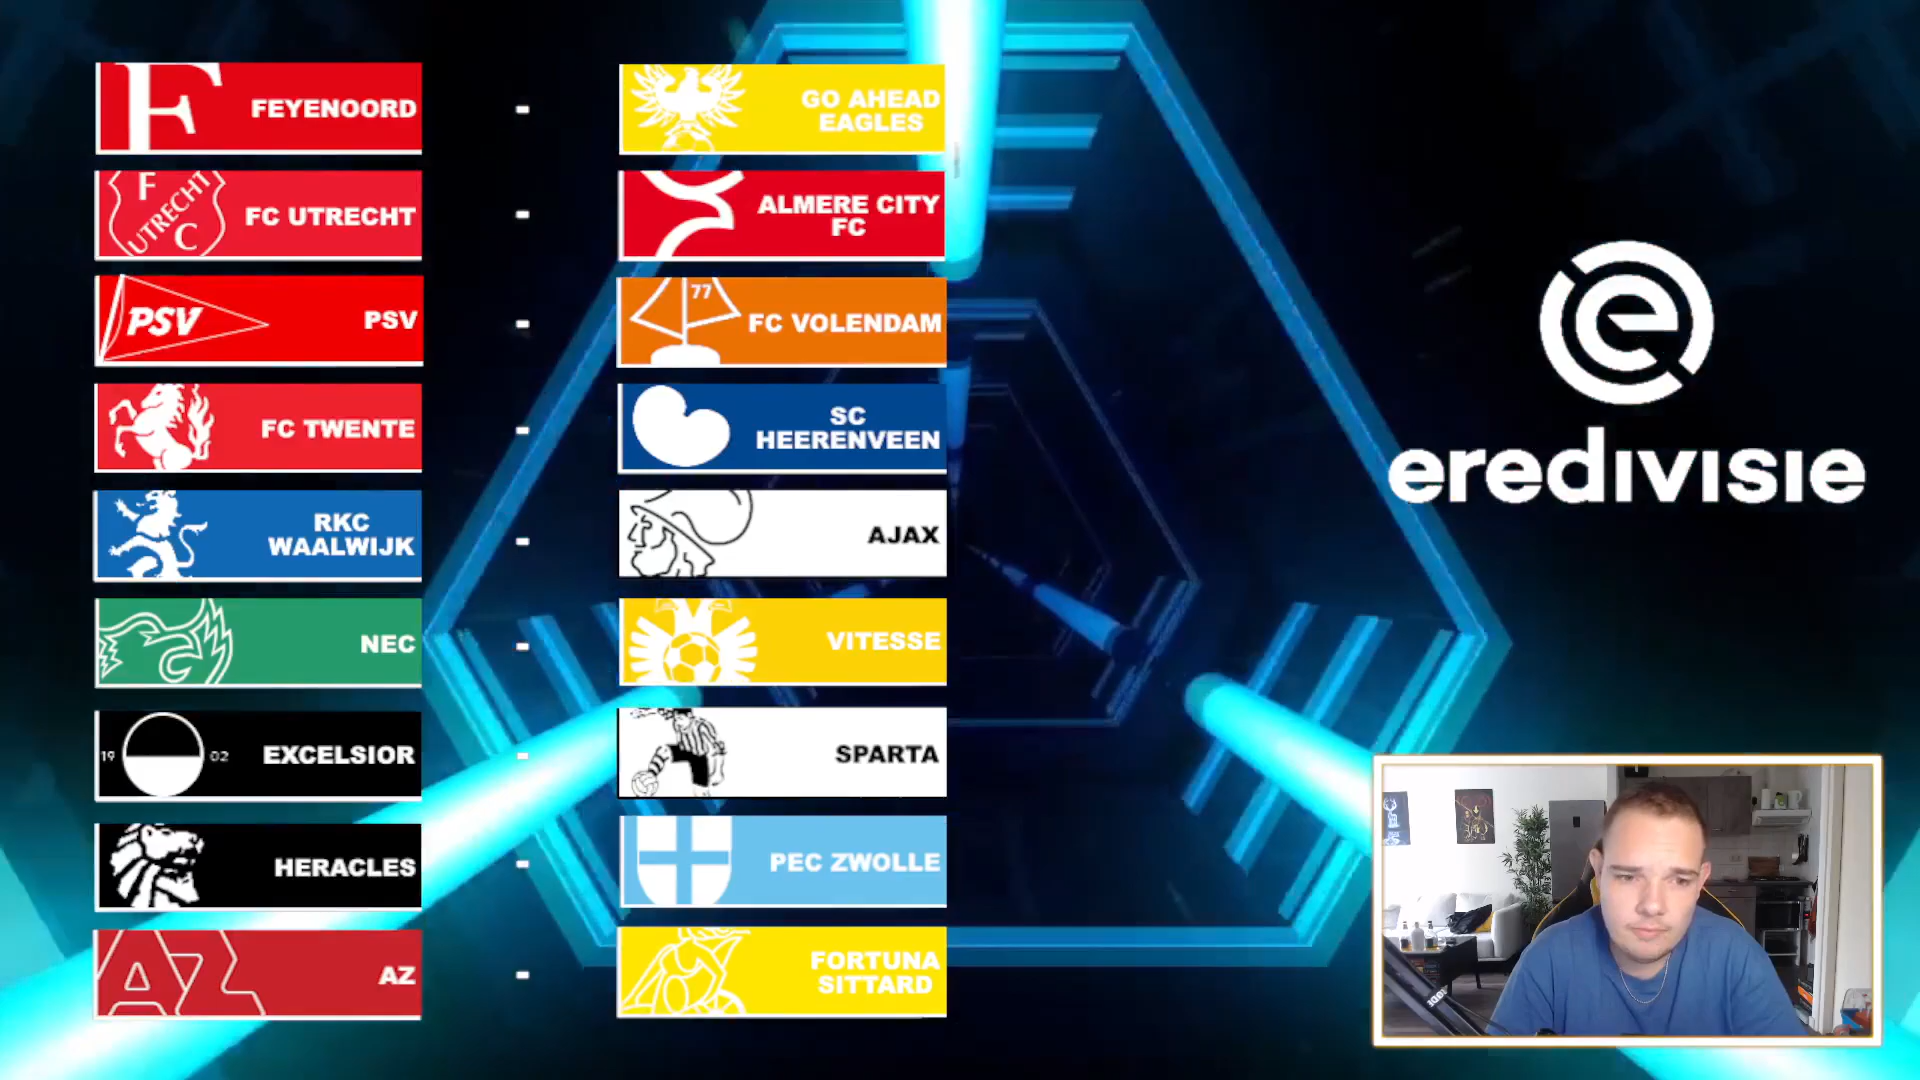 F FEYENOORD - GO AHEAD
EAGLES
F
UTRECHT
C
FC UTRECHT - ALMERE CITY
FC
PSV PSV - 77 FC VOLENDAM
FC TWENTE - SC
HEERENVEEN
RKC
WAALWIJK - AJAX
NEC - VITESSE
19 02 EXCELSIOR - SPARTA
HERACLES - PEC ZWOLLE
AZ AZ - FORTUNA
SITTARD
e
eredivisie